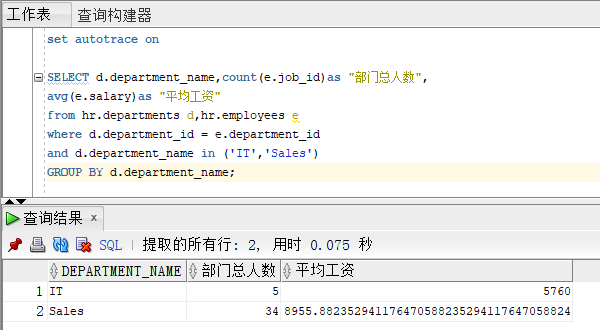 工作表 查询构建器
set autotrace on
SELECT d.department_name,count(e.job_id)as "部门总人数",
avg(e.salary)as "平均工资"
from hr.departments d,hr.employees e
where d.department_id = e.department_id
and d.department_name in ('IT','Sales')
GROUP BY d.department_name;
查询结果 x
SQL | 提取的所有行: 2, 用时 0.075 秒
DEPARTMENT_NAME 部门总人数 平均工资
1 IT 5 5760
2 Sales 34 8955.88235294117647058823529411764705882­4